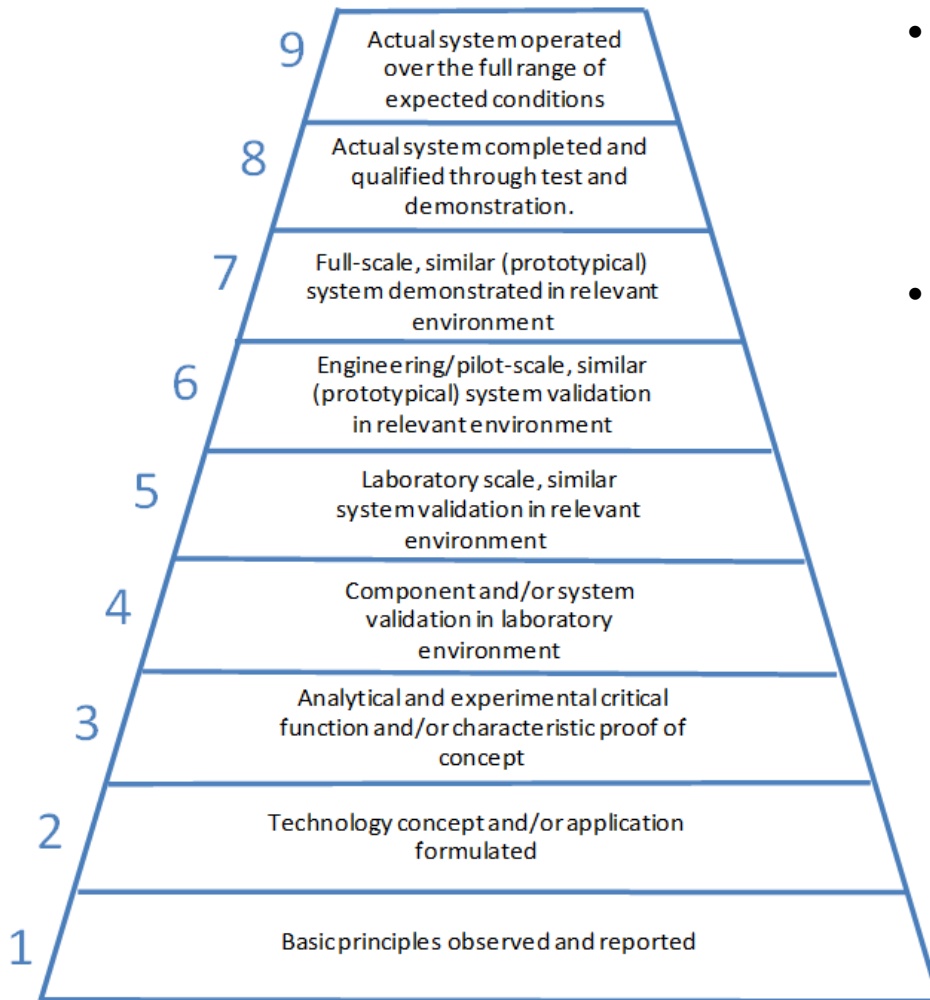 9
Actual system operated
over the full range of
expected conditions
8
Actual system completed and
qualified through test and
demonstration.
7
Full-scale, similar (prototypical)
system demonstrated in relevant
environment
6
Engineering/pilot-scale, similar
(prototypical) system validation
in relevant environment
5
Laboratory scale, similar
system validation in relevant
environment
4
Component and/or system
validation in laboratory
environment
3
Analytical and experimental critical
function and/or characteristic proof of
concept
2
Technology concept and/or application
formulated
1
Basic principles observed and reported